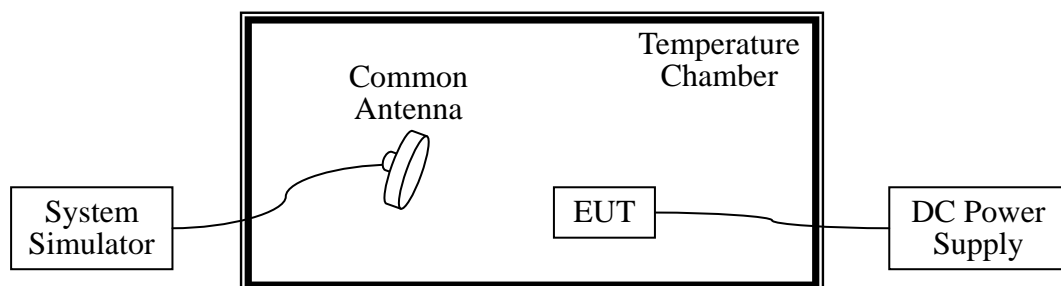 Temperature
Chamber
Common
Antenna
System
Simulator
EUT
DC Power
Supply